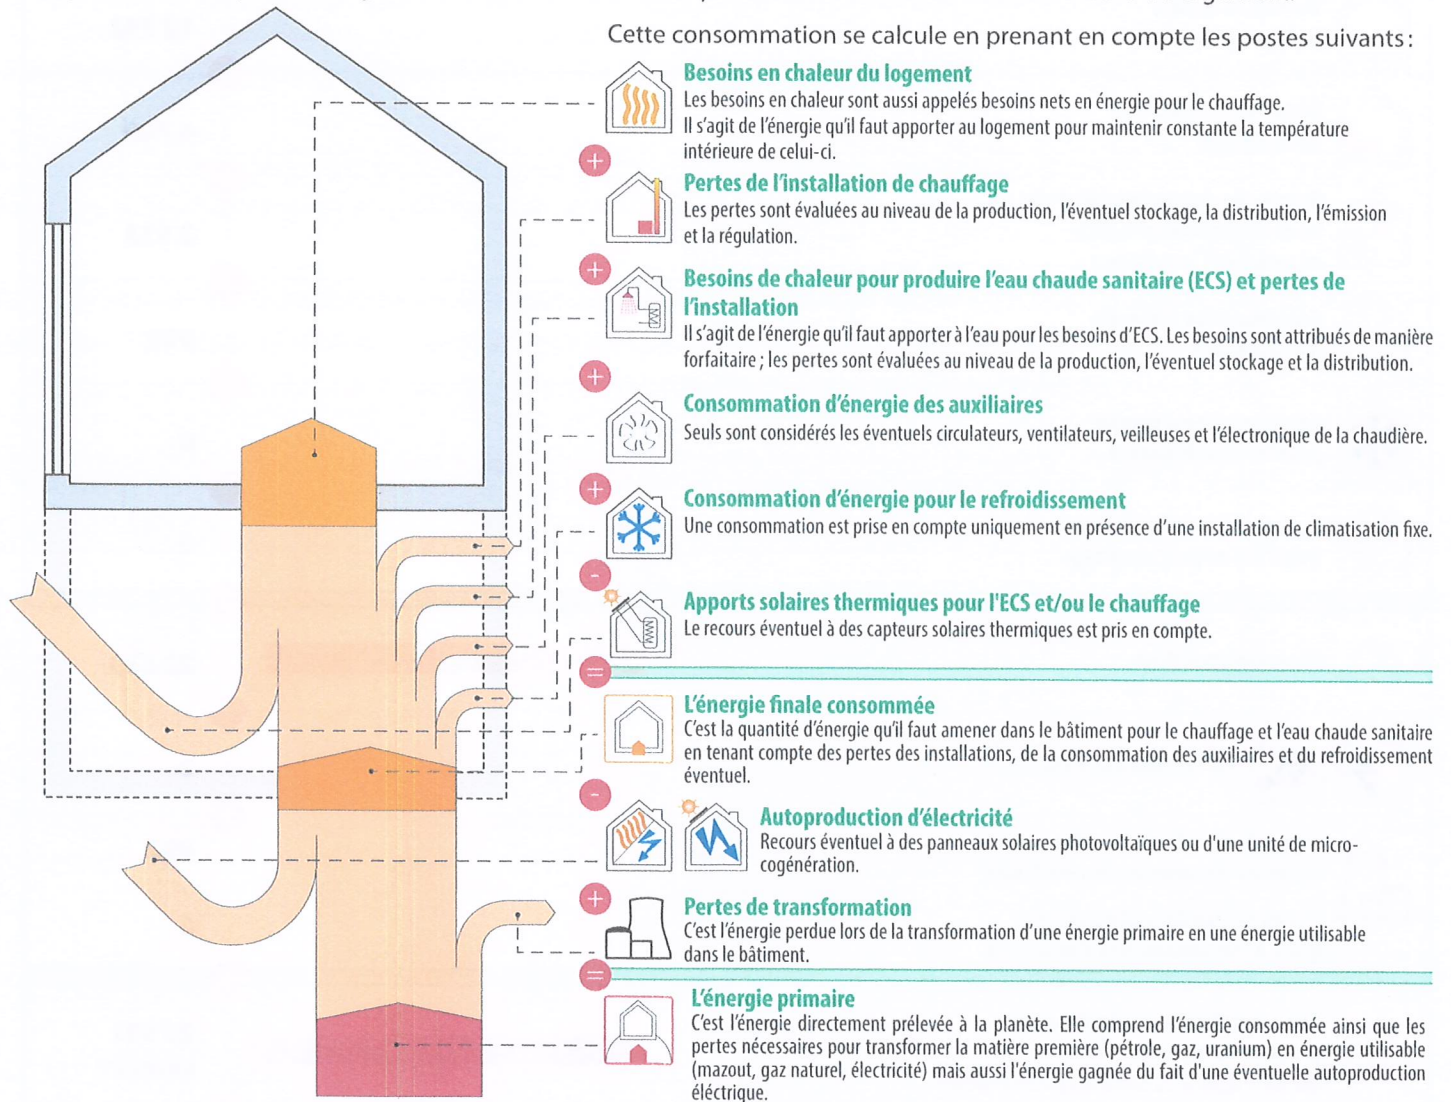 Cette consommation se calcule en prenant en compte les postes suivants :
Besoins en chaleur du logement
Les besoins en chaleur sont aussi appelés besoins nets en énergie pour le chauffage.
Il s'agit de l'énergie qu'il faut apporter au logement pour maintenir constante la température
intérieure de celui-ci.
+
Pertes de l'installation de chauffage
Les pertes sont évaluées au niveau de la production, l'éventuel stockage, la distribution, l'émission
et la régulation.
+
Besoins de chaleur pour produire l'eau chaude sanitaire (ECS) et pertes de
l'installation
Il s'agit de l'énergie qu'il faut apporter à l'eau pour les besoins d'ECS. Les besoins sont attribués de manière
forfaitaire ; les pertes sont évaluées au niveau de la production, l'éventuel stockage et la distribution.
+
Consommation d'énergie des auxiliaires
Seuls sont considérés les éventuels circulateurs, ventilateurs, veilleuses et l'électronique de la chaudière.
+
Consommation d'énergie pour le refroidissement
Une consommation est prise en compte uniquement en présence d'une installation de climatisation fixe.
-
Apports solaires thermiques pour l'ECS et/ou le chauffage
Le recours éventuel à des capteurs solaires thermiques est pris en compte.
=
L'énergie finale consommée
C'est la quantité d'énergie qu'il faut amener dans le bâtiment pour le chauffage et l'eau chaude sanitaire
en tenant compte des pertes des installations, de la consommation des auxiliaires et du refroidissement
éventuel.
-
Autoproduction d'électricité
Recours éventuel à des panneaux solaires photovoltaïques ou d'une unité de micro-
cogénération.
+
Pertes de transformation
C'est l'énergie perdue lors de la transformation d'une énergie primaire en une énergie utilisable
dans le bâtiment.
=
L'énergie primaire
C'est l'énergie directement prélevée à la planète. Elle comprend l'énergie consommée ainsi que les
pertes nécessaires pour transformer la matière première (pétrole, gaz, uranium) en énergie utilisable
(mazout, gaz naturel, électricité) mais aussi l'énergie gagnée du fait d'une éventuelle autoproduction
éléctrique.